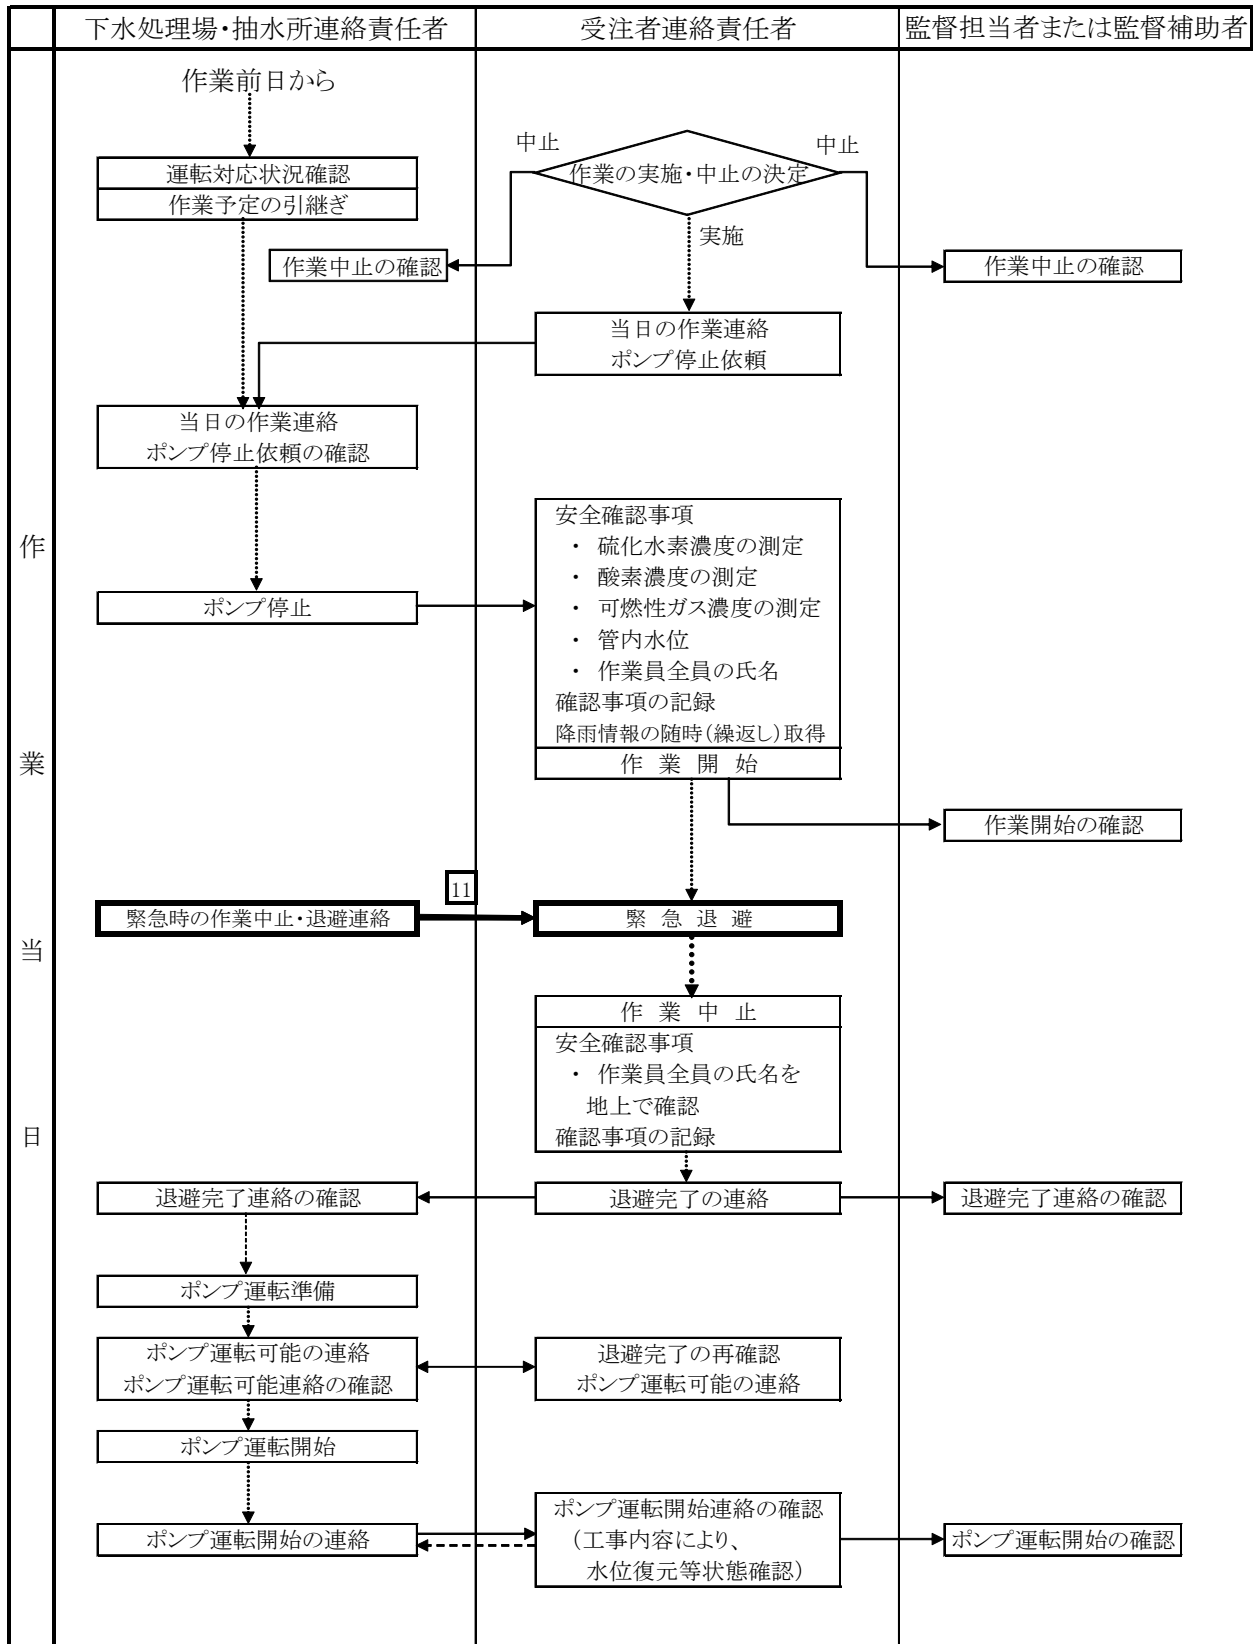 下水処理場・抽水所連絡責任者
受注者連絡責任者
監督担当者または監督補助者
作業当日
作業前日から
中止
中止
作業の実施・中止の決定
運転対応状況確認
作業予定の引継ぎ
実施
作業中止の確認
作業中止の確認
当日の作業連絡
ポンプ停止依頼
当日の作業連絡
ポンプ停止依頼の確認
安全確認事項
・ 硫化水素濃度の測定
・ 酸素濃度の測定
・ 可燃性ガス濃度の測定
・ 管内水位
・ 作業員全員の氏名
確認事項の記録
降雨情報の随時(繰返し)取得
作 業 開 始
ポンプ停止
作業開始の確認
11
緊急時の作業中止・退避連絡
緊 急 退 避
作 業 中 止
安全確認事項
・ 作業員全員の氏名を
地上で確認
確認事項の記録
退避完了連絡の確認
退避完了の連絡
退避完了連絡の確認
ポンプ運転準備
ポンプ運転可能の連絡
ポンプ運転可能連絡の確認
退避完了の再確認
ポンプ運転可能の連絡
ポンプ運転開始
ポンプ運転開始の連絡
ポンプ運転開始連絡の確認
(工事内容により、
水位復元等状態確認)
ポンプ運転開始の確認